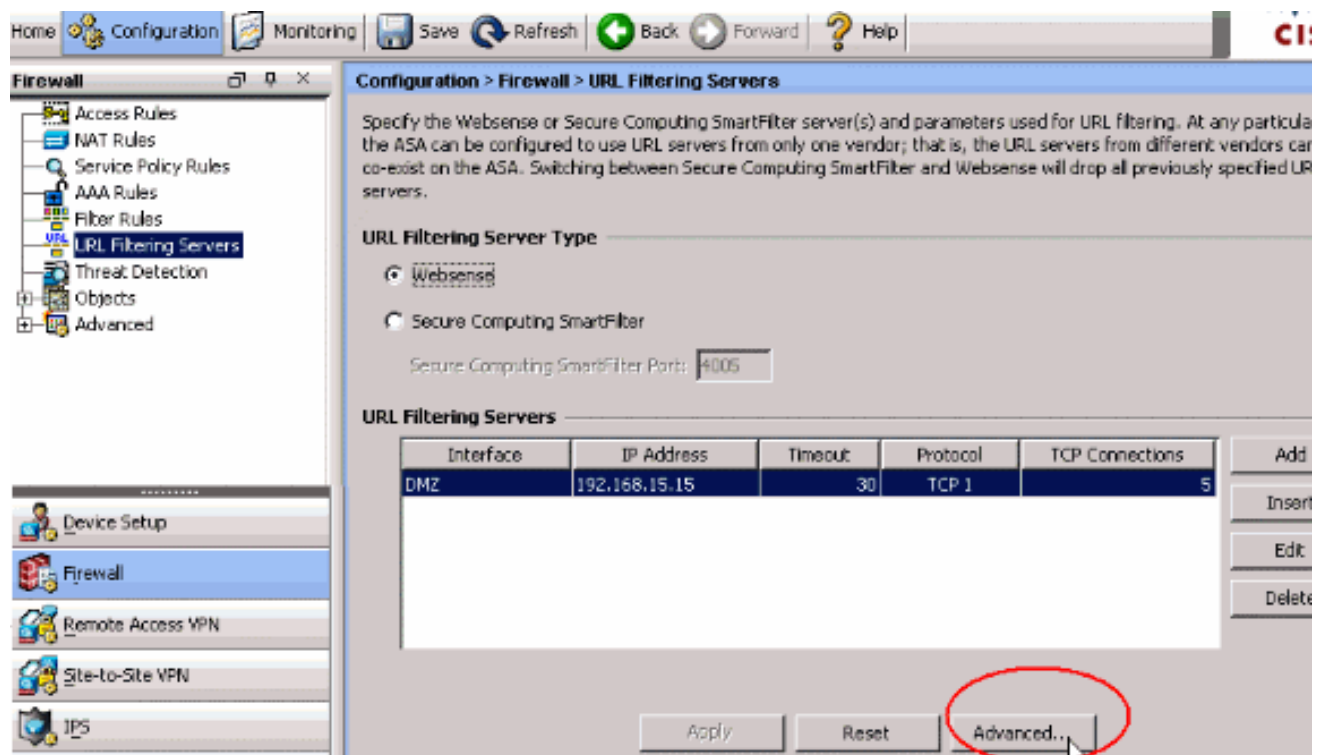 Home Configuration Monitoring Save Refresh Back Forward Help
Firewall
Access Rules
NAT Rules
Service Policy Rules
AAA Rules
Filter Rules
URL Filtering Servers
Threat Detection
Objects
Advanced
Device Setup
Firewall
Remote Access VPN
Site-to-Site VPN
IPS
Configuration > Firewall > URL Filtering Servers
Specify the Websense or Secure Computing SmartFilter server(s) and parameters used for URL filtering. At any particula
the ASA can be configured to use URL servers from only one vendor; that is, the URL servers from different vendors can
co-exist on the ASA. Switching between Secure Computing SmartFilter and Websense will drop all previously specified UR
servers.
URL Filtering Server Type
Websense
Secure Computing SmartFilter
Secure Computing SmartFilter Port: 4005
URL Filtering Servers
Interface IP Address Timeout Protocol TCP Connections
DMZ 192.168.15.15 30 TCP 1 5
Add
Insert
Edit
Delete
Apply Reset Advanced...